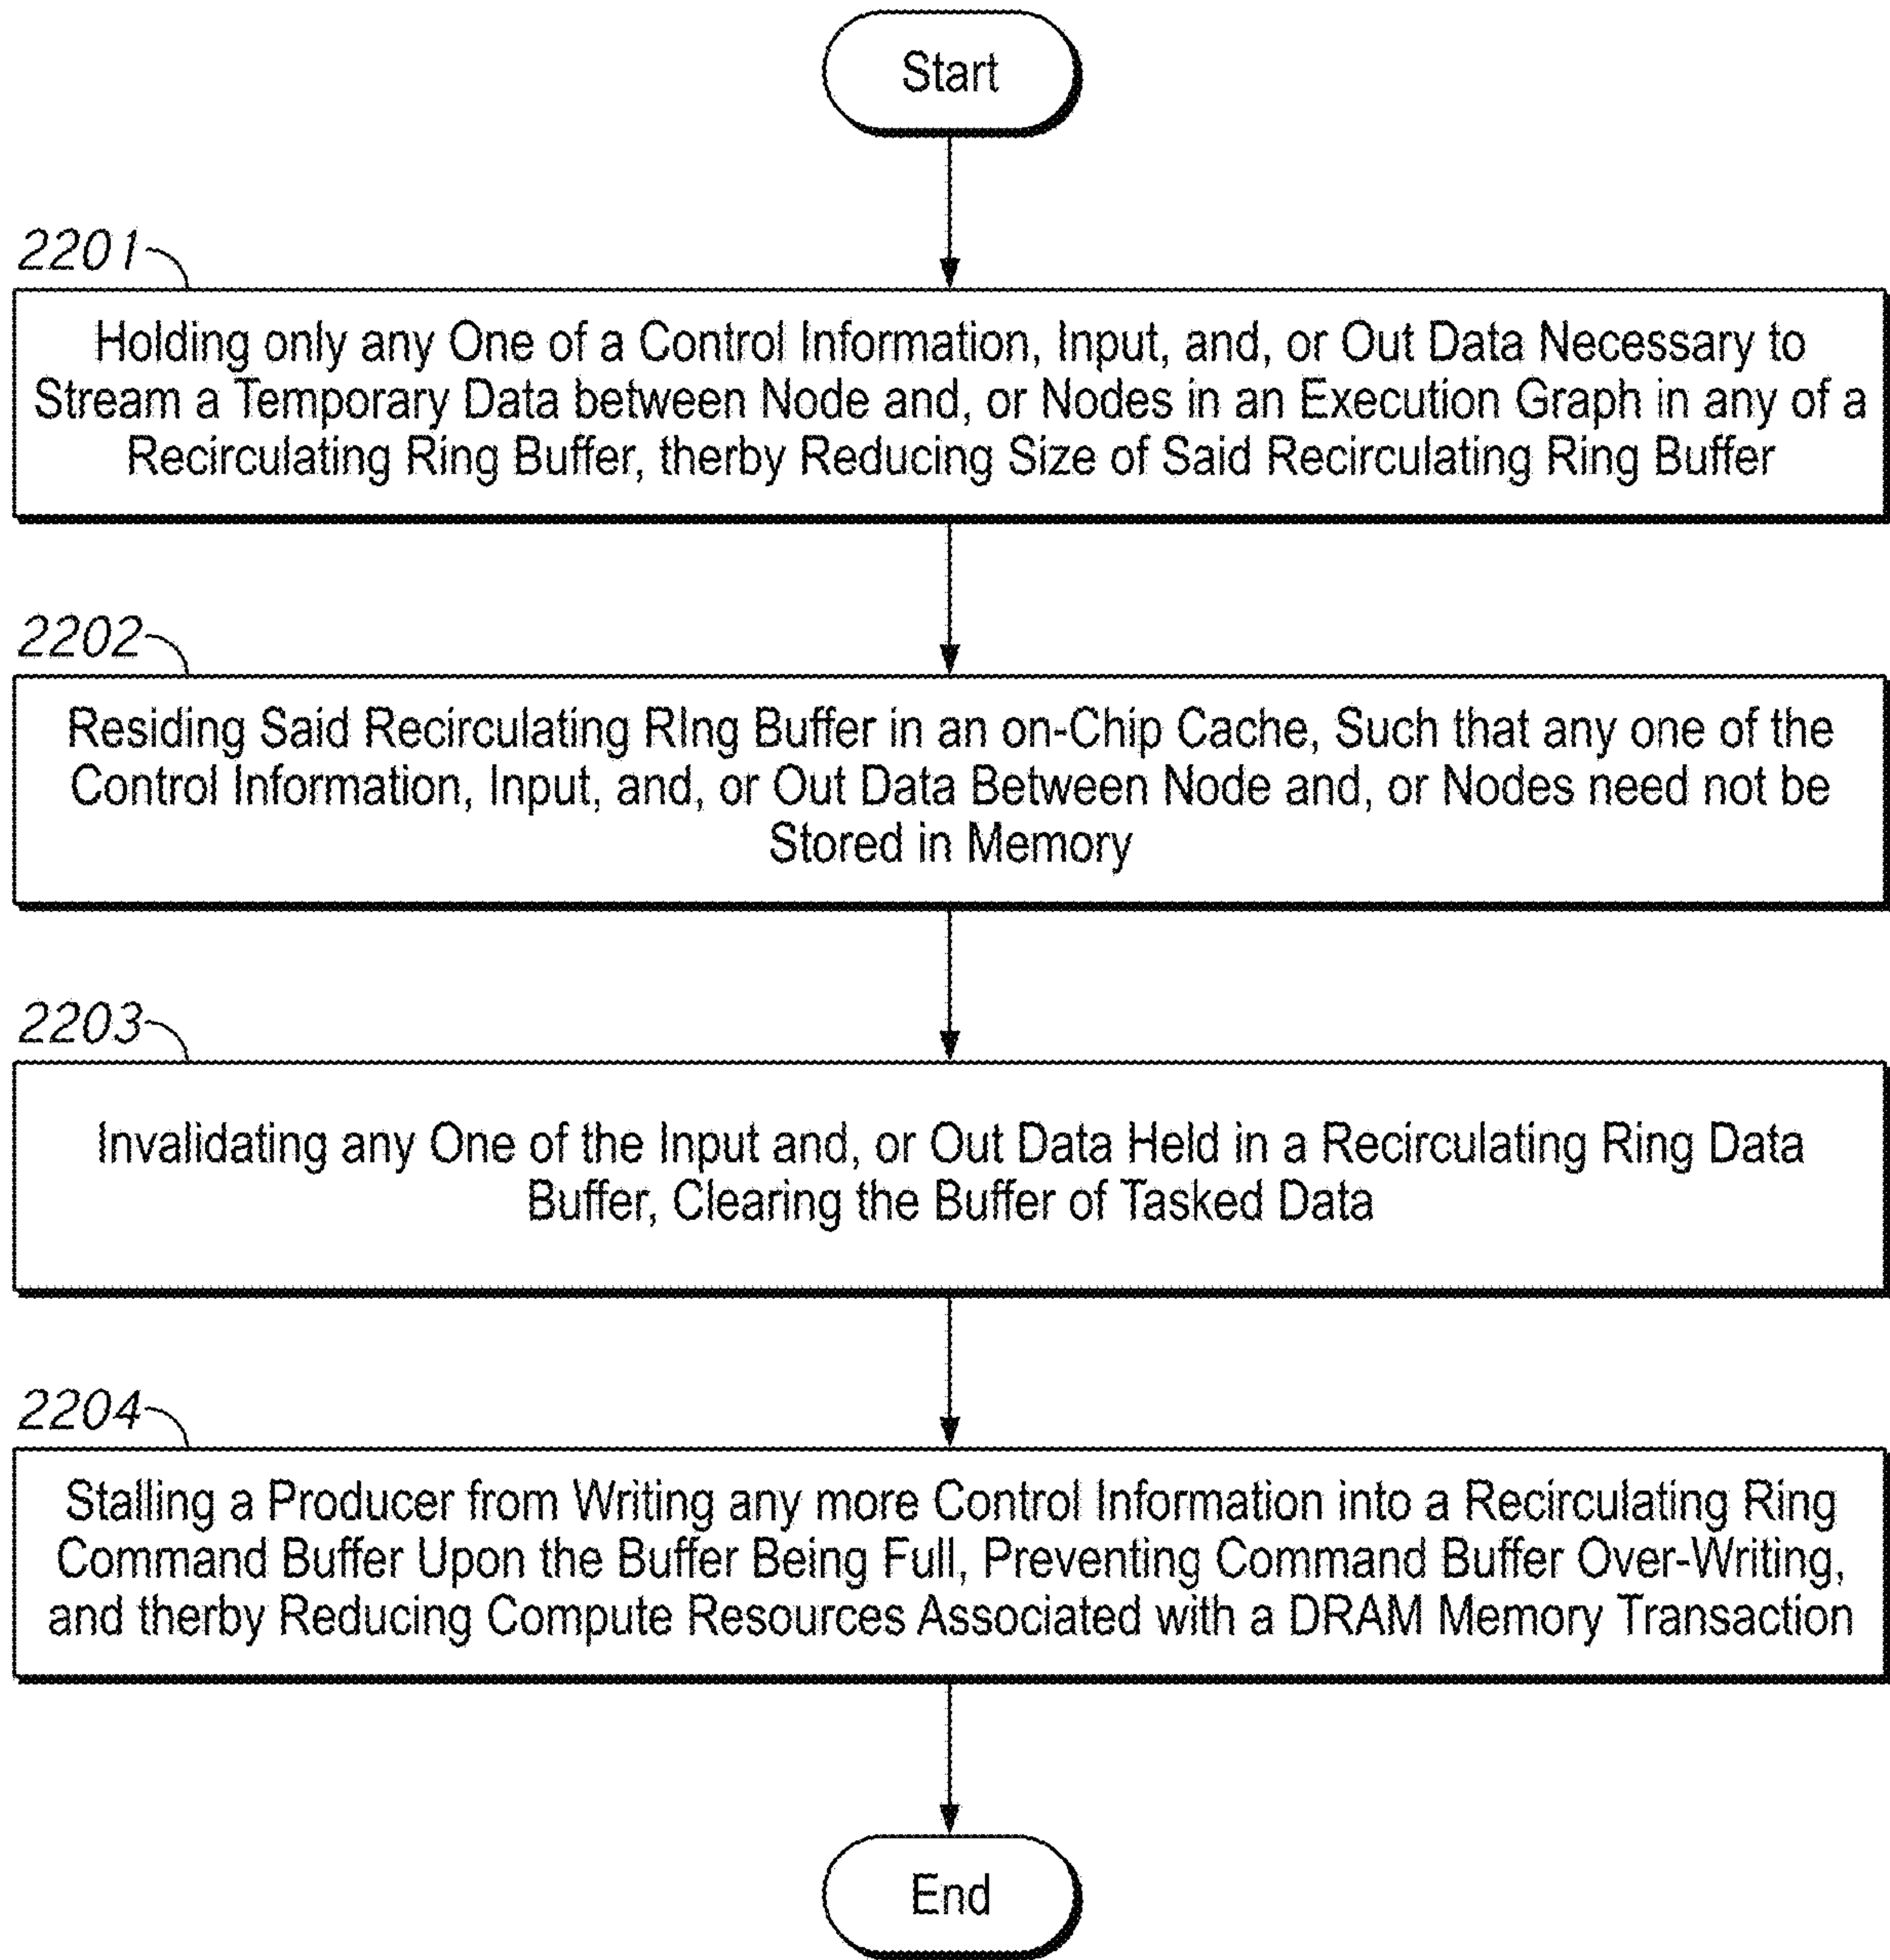 Start
2201
Holding only any One of a Control Information, Input, and, or Out Data Necessary to
Stream a Temporary Data between Node and, or Nodes in an Execution Graph in any of a
Recirculating Ring Buffer, therby Reducing Size of Said Recirculating Ring Buffer
2202
Residing Said Recirculating RIng Buffer in an on-Chip Cache, Such that any one of the
Control Information, Input, and, or Out Data Between Node and, or Nodes need not be
Stored in Memory
2203
Invalidating any One of the Input and, or Out Data Held in a Recirculating Ring Data
Buffer, Clearing the Buffer of Tasked Data
2204
Stalling a Producer from Writing any more Control Information into a Recirculating Ring
Command Buffer Upon the Buffer Being Full, Preventing Command Buffer Over-Writing,
and therby Reducing Compute Resources Associated with a DRAM Memory Transaction
End